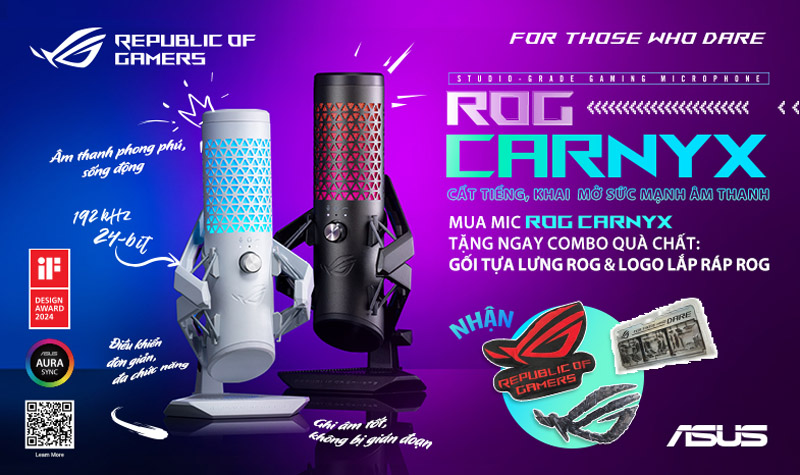 REPUBLIC OF
GAMERS
FOR THOSE WHO DARE
STUDIO-GRADE GAMING MICROPHONE
ROG
CARNYX
CẤT TIẾNG, KHAI MỞ SỨC MẠNH ÂM THANH
MUA MIC ROG CARNYX
TẶNG NGAY COMBO QUÀ CHẤT:
GỐI TỰA LƯNG ROG & LOGO LẮP RÁP ROG
Âm thanh phong phú,
sống động
192 kHz
24-bit
iF
DESIGN
AWARD
2024
ASUS
AURA
SYNC
Learn More
Điều khiển
đơn giản,
đa chức năng
Ghi âm tốt,
không bị gián đoạn
NHẬN
REPUBLIC OF
GAMERS
FOR THOSE WHO DARE
ASUS